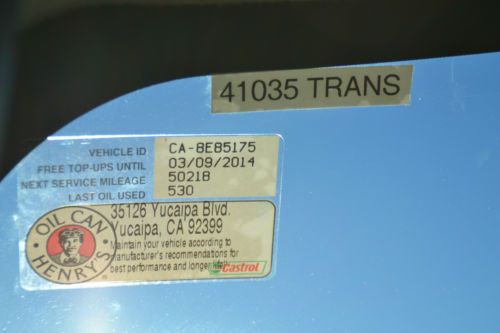 41035 TRANS
VEHICLE ID CA-8E85175
FREE TOP-UPS UNTIL 03/09/2014
NEXT SERVICE MILEAGE 50218
LAST OIL USED 530
35126 Yucaipa Blvd.
Yucaipa, CA 92399
Maintain your vehicle according to
manufacturer's recommendations for
best performance and longer life.
Castrol
OIL CAN
HENRY'S